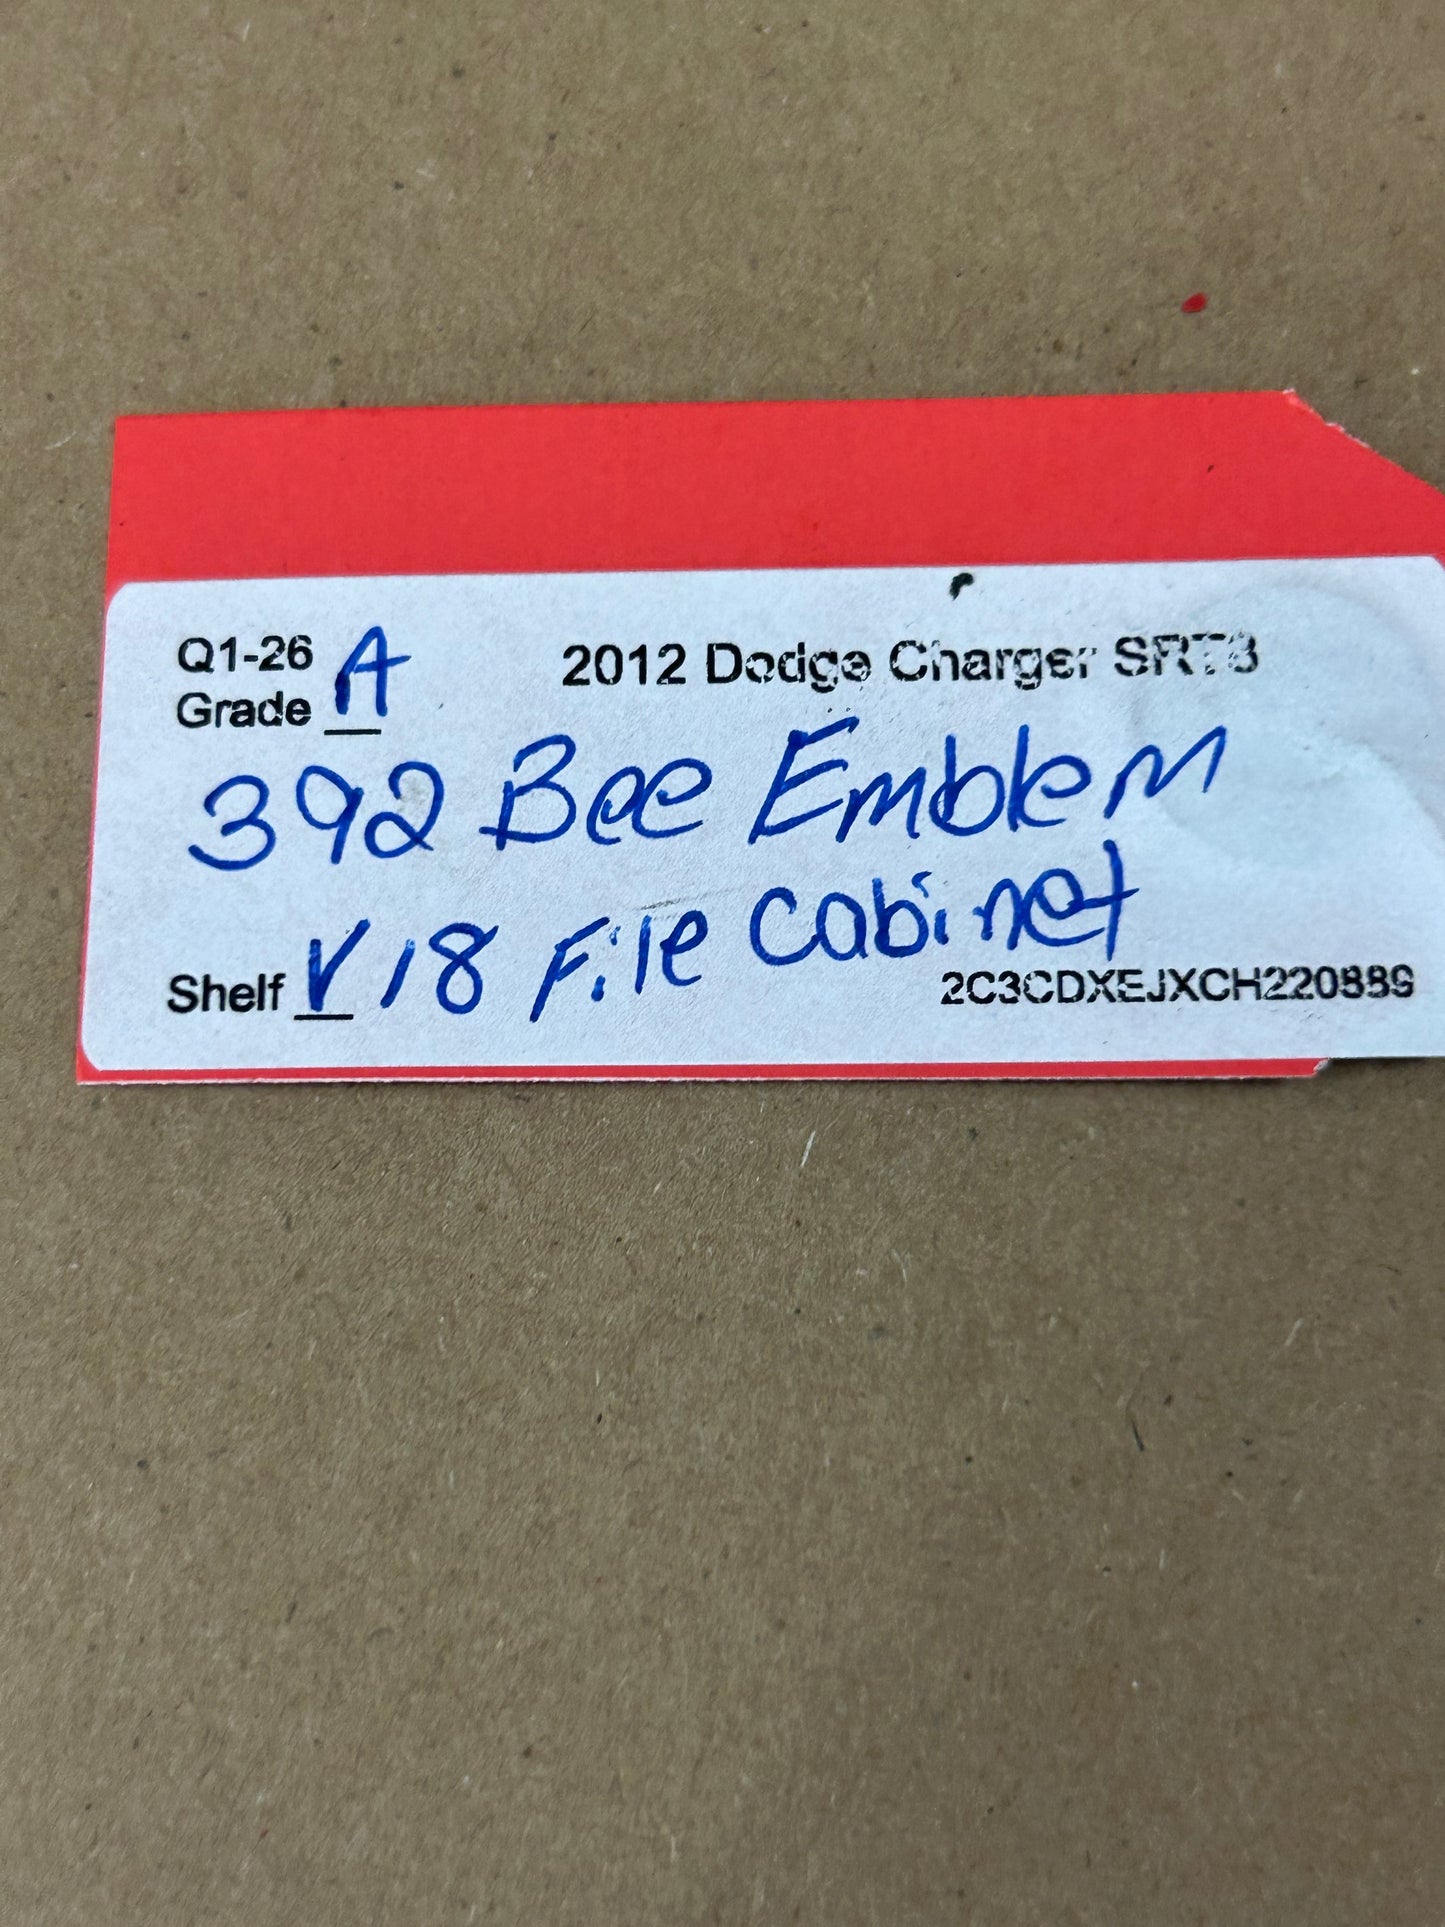 Q1-26 2012 Dodge Charger SRT8
Grade A
392 Bee Emblem
Shelf V18 File Cabinet
2C3CDXEJXCH220889